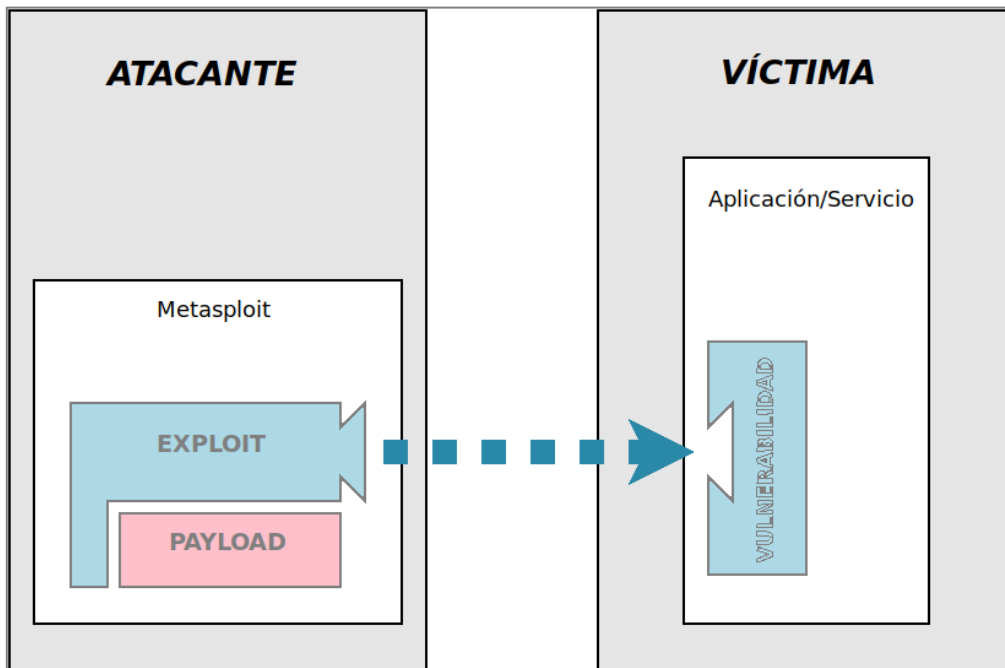 ATACANTE
VÍCTIMA
Aplicación/Servicio
Metasploit
EXPLOIT
PAYLOAD
VULNERABILIDAD